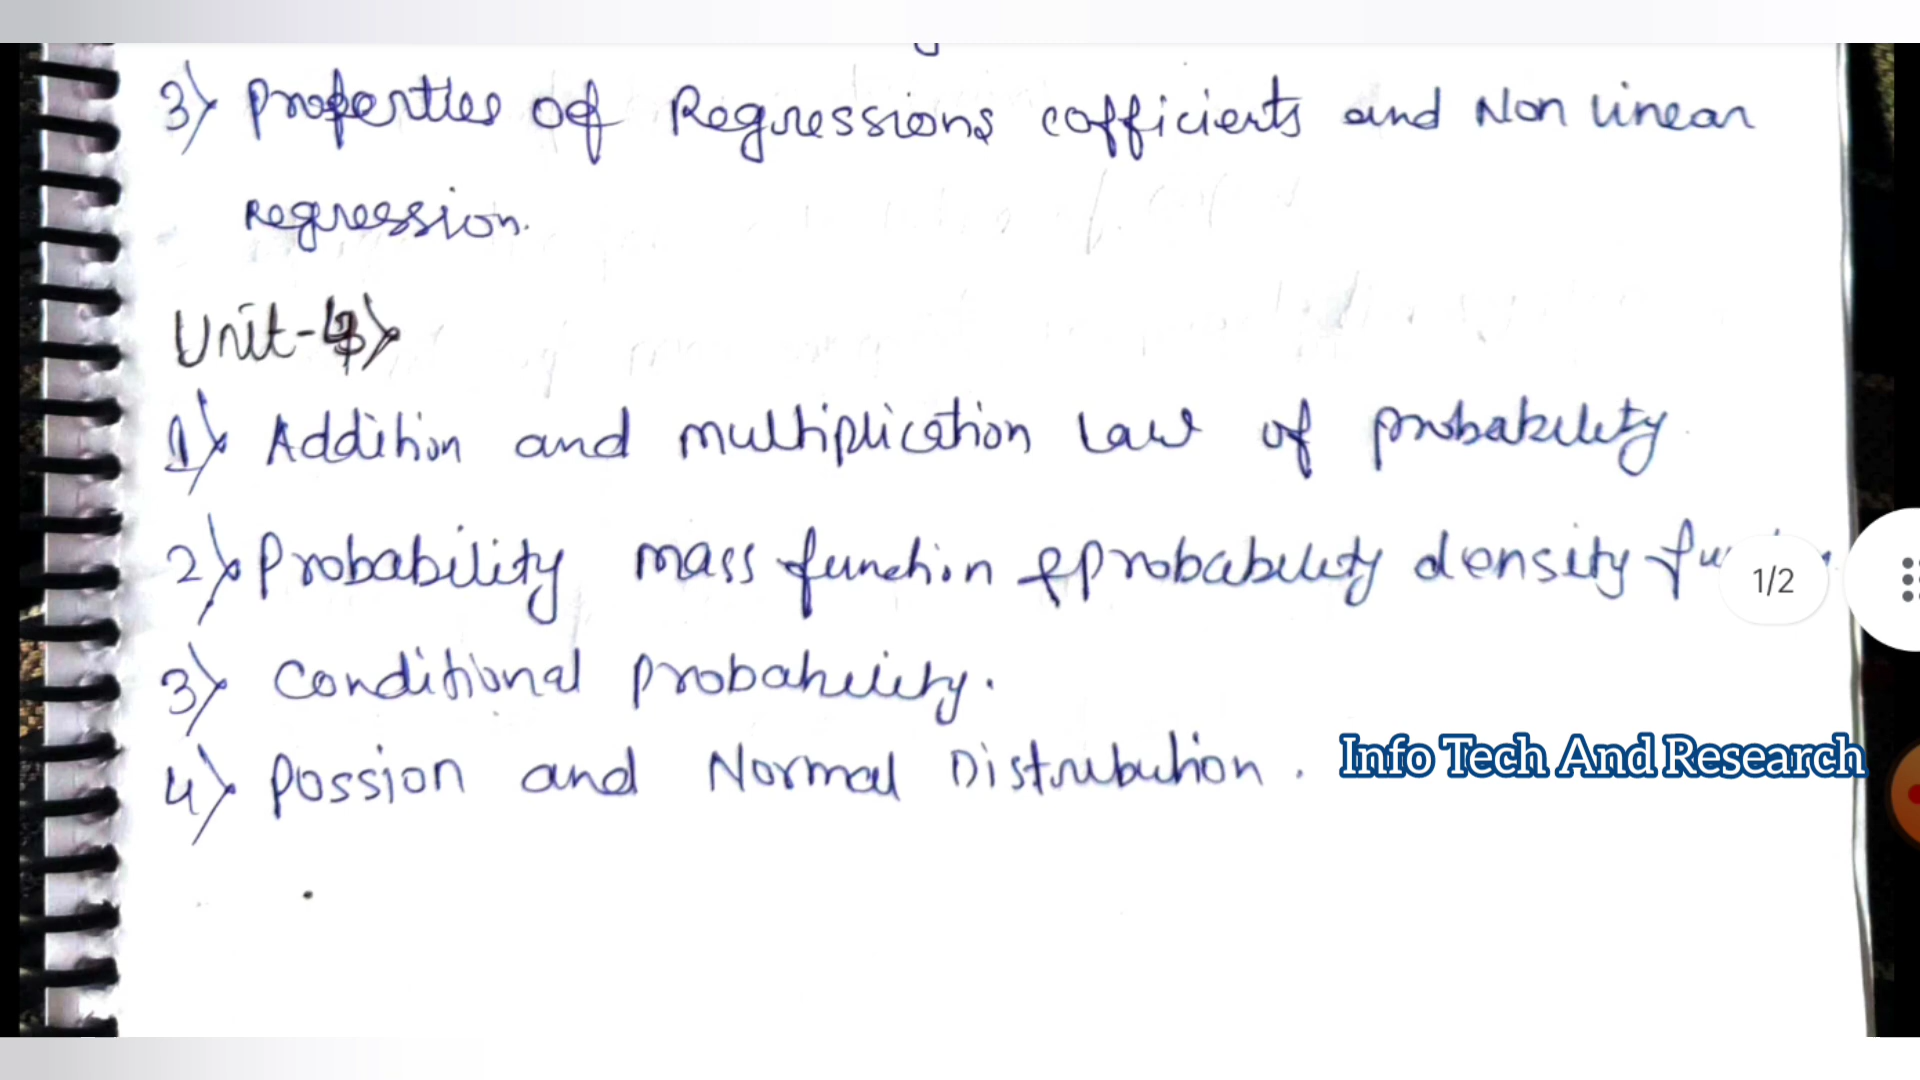 3) Properties of Regressions cofficients and Non linear
regression.
Unit-4)
1) Addition and multiplication law of probability.
2) Probability mass function & probability density fu
1/2
3) Conditional probability.
4) Possion and Normal Distribution.
Info Tech And Research